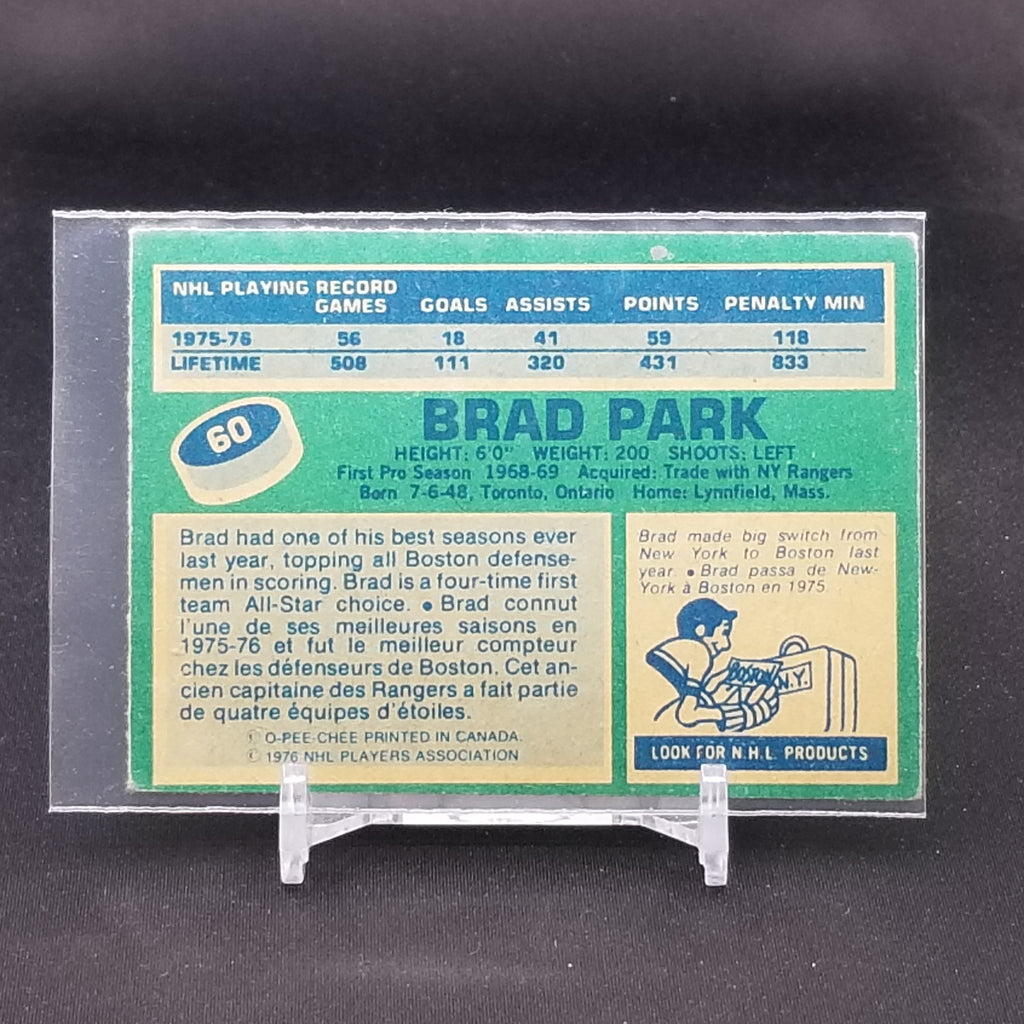 NHL PLAYING RECORD
GAMES GOALS ASSISTS POINTS PENALTY MIN
1975-76 56 18 41 59 118
LIFETIME 508 111 320 431 833
60
BRAD PARK
HEIGHT: 6'0" WEIGHT: 200 SHOOTS: LEFT
First Pro Season 1968-69 Acquired: Trade with NY Rangers
Born 7-6-48, Toronto, Ontario Home: Lynnfield, Mass.
Brad had one of his best seasons ever
last year, topping all Boston defense-
men in scoring. Brad is a four-time first
team All-Star choice. • Brad connut
l'une de ses meilleures saisons en
1975-76 et fut le meilleur compteur
chez les défenseurs de Boston. Cet an-
cien capitaine des Rangers a fait partie
de quatre équipes d'étoiles.
© O-PEE-CHEE PRINTED IN CANADA.
© 1976 NHL PLAYERS ASSOCIATION
Brad made big switch from
New York to Boston last
year. • Brad passa de New-
York à Boston en 1975.
BOSTON
N.Y.
LOOK FOR N.H.L. PRODUCTS